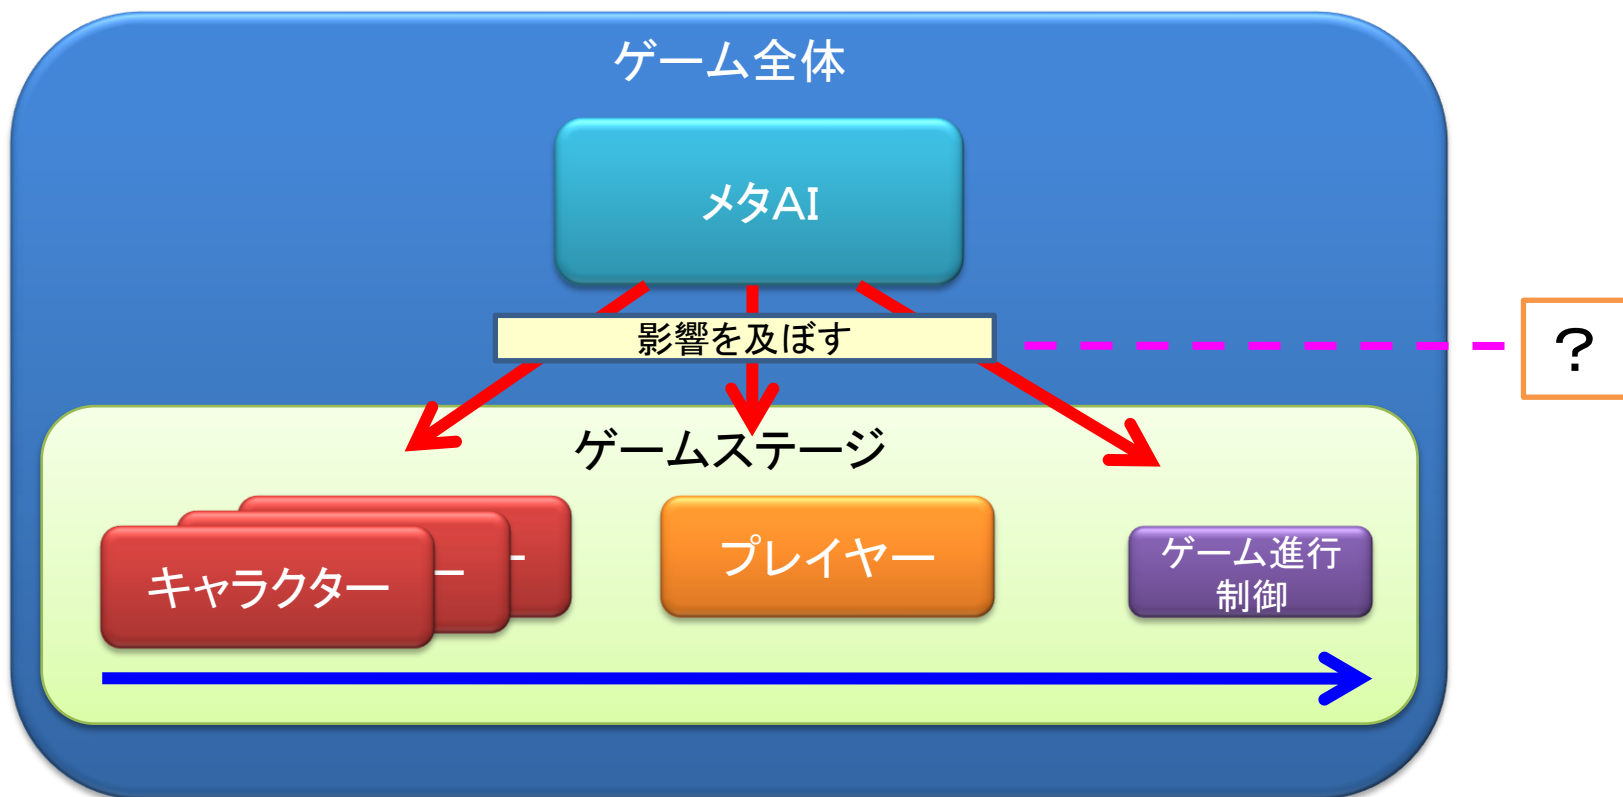 ゲーム全体
メタAI
影響を及ぼす
？
ゲームステージ
キャラクター
ー
ー
プレイヤー
ゲーム進行
制御